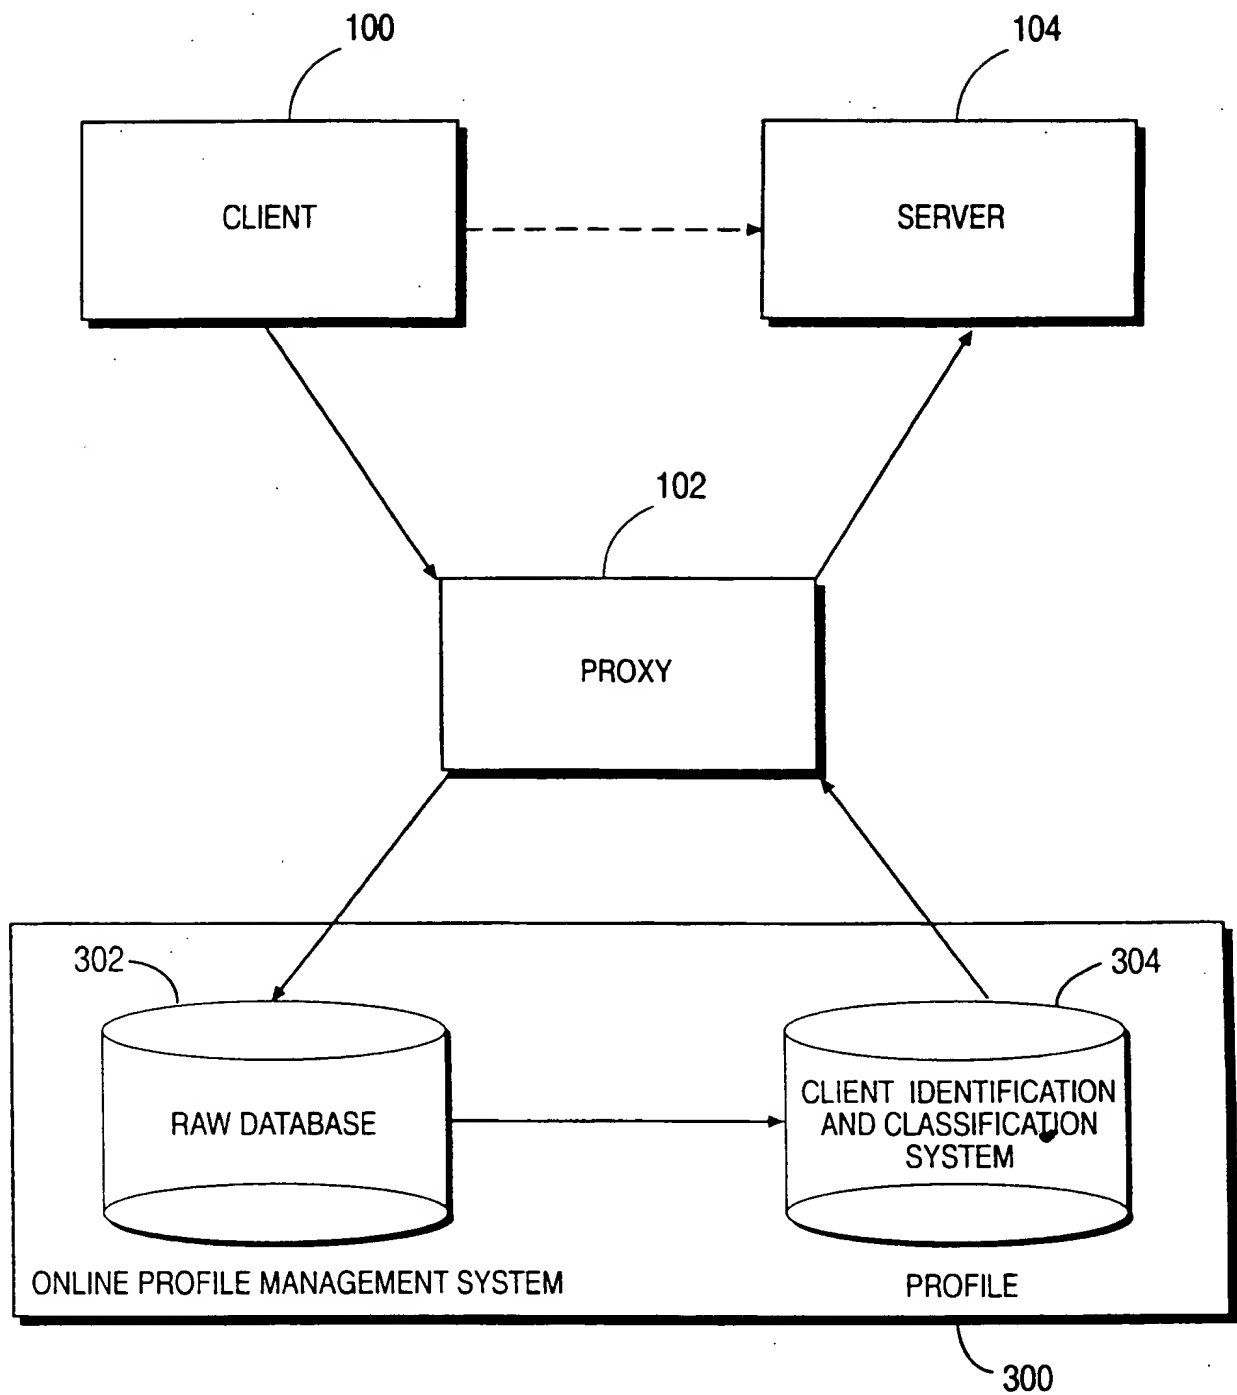 100
104
CLIENT
SERVER
102
PROXY
302
304
RAW DATABASE
CLIENT IDENTIFICATION
AND CLASSIFICATION
SYSTEM
ONLINE PROFILE MANAGEMENT SYSTEM
PROFILE
300